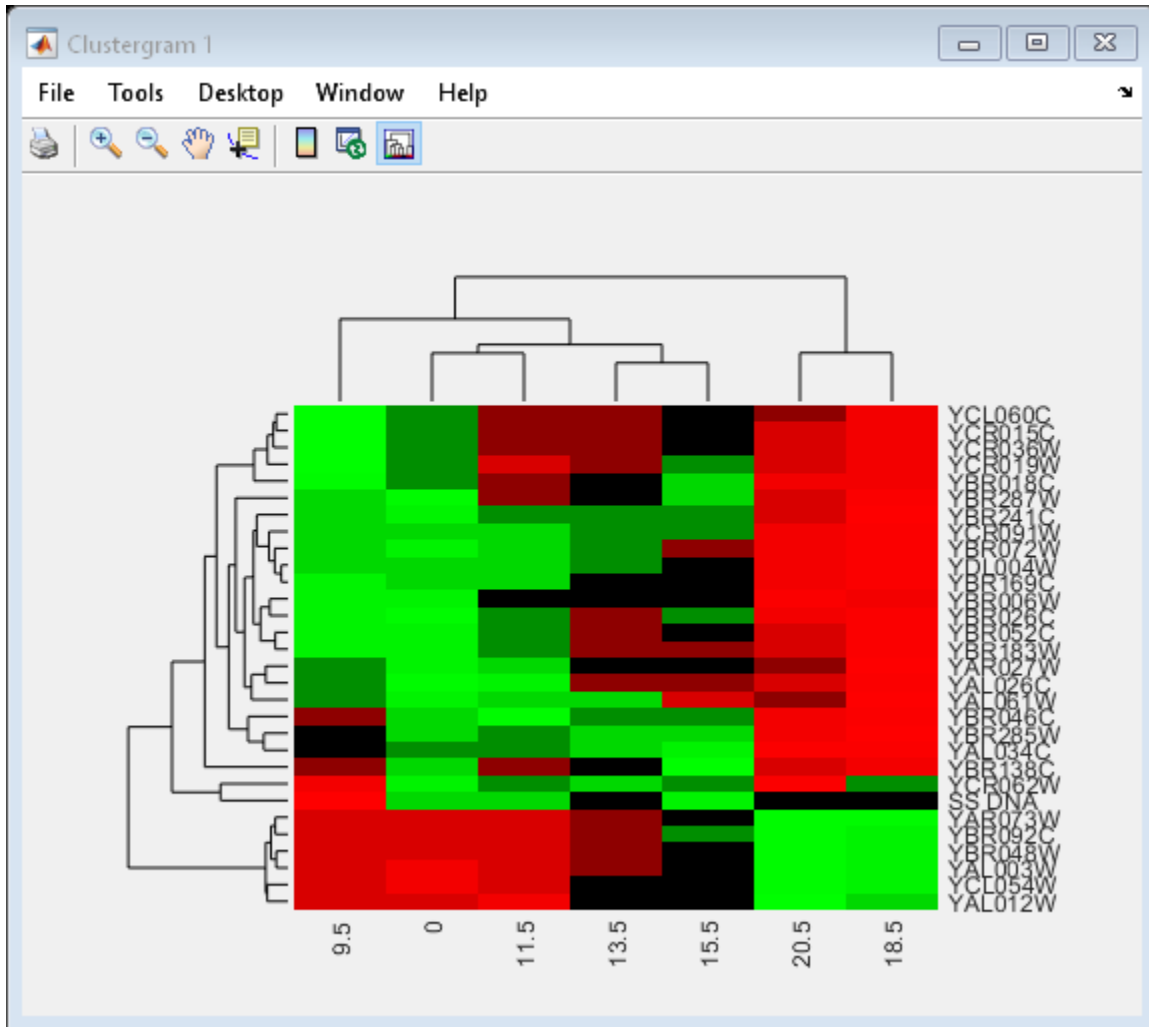 Clustergram 1
File Tools Desktop Window Help
YCL060C
YCR015C
YCR036W
YCR019W
YBR018C
YBR287W
YBR241C
YCR091W
YBR072W
YDL004W
YBR169C
YBR006W
YBR026C
YBR052C
YBR183W
YAR027W
YAL026C
YAL061W
YBR046C
YBR285W
YAL034C
YBR138C
YCR062W
SS DNA
YAR073W
YBR092C
YBR048W
YAL003W
YCL054W
YAL012W
9.5 0 11.5 13.5 15.5 20.5 18.5